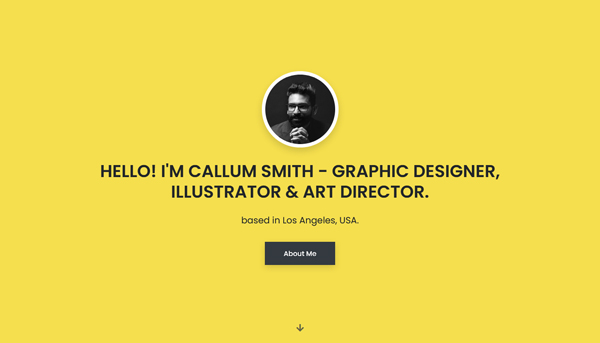 HELLO! I'M CALLUM SMITH - GRAPHIC DESIGNER,
ILLUSTRATOR & ART DIRECTOR.
based in Los Angeles, USA.
About Me